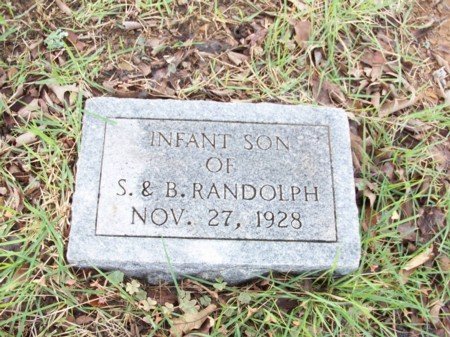 INFANT SON
OF
S. & B. RANDOLPH
NOV. 27, 1928